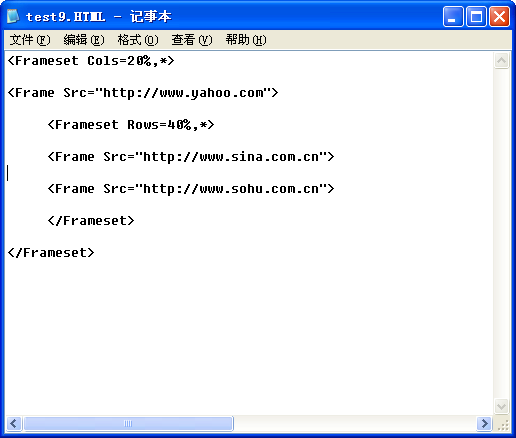 test9.HTML - 记事本
文件(F) 编辑(E) 格式(O) 查看(V) 帮助(H)
<Frameset Cols=20%,*>
<Frame Src="http://www.yahoo.com">
<Frameset Rows=40%,*>
<Frame Src="http://www.sina.com.cn">
<Frame Src="http://www.sohu.com.cn">
</Frameset>
</Frameset>